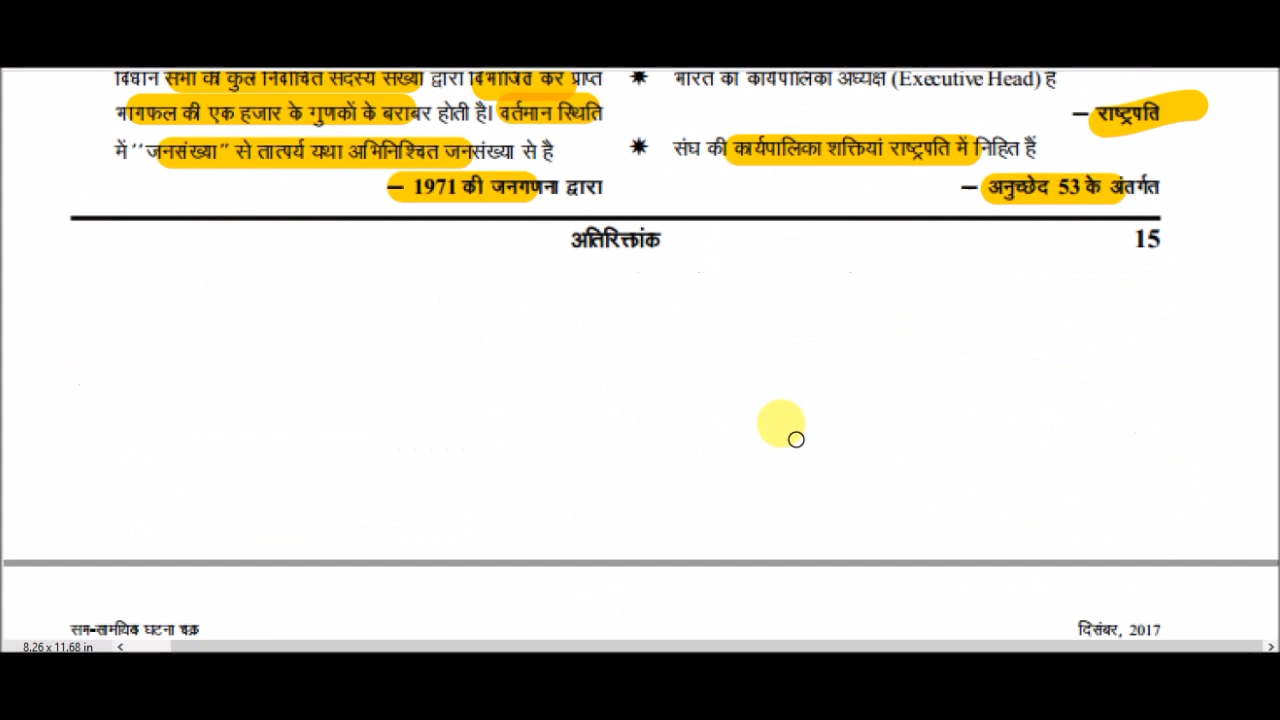 विधान सभा की कुल निर्वाचित सदस्य संख्या द्वारा विभाजित कर प्राप्त
भागफल की एक हजार के गुणकों के बराबर होती है। वर्तमान स्थिति
में ''जनसंख्या'' से तात्पर्य यथा अभिनिश्चित जनसंख्या से है
– 1971 की जनगणना द्वारा
✷ भारत का कार्यपालिका अध्यक्ष (Executive Head) है
– राष्ट्रपति
✷ संघ की कार्यपालिका शक्तियां राष्ट्रपति में निहित हैं
– अनुच्छेद 53 के अंतर्गत
अतिरिक्तांक 15
सम-सामयिक घटना चक्र दिसंबर, 2017
8.26 x 11.68 in